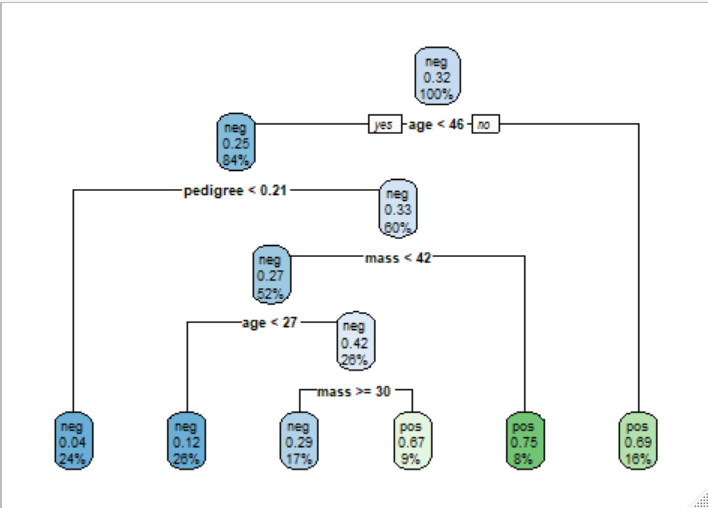 neg
0.32
100%
yes age < 46 no
neg
0.25
84%
pedigree < 0.21
neg
0.33
60%
mass < 42
neg
0.27
52%
age < 27
neg
0.42
26%
mass >= 30
neg
0.04
24%
neg
0.12
26%
neg
0.29
17%
pos
0.67
9%
pos
0.75
8%
pos
0.69
16%